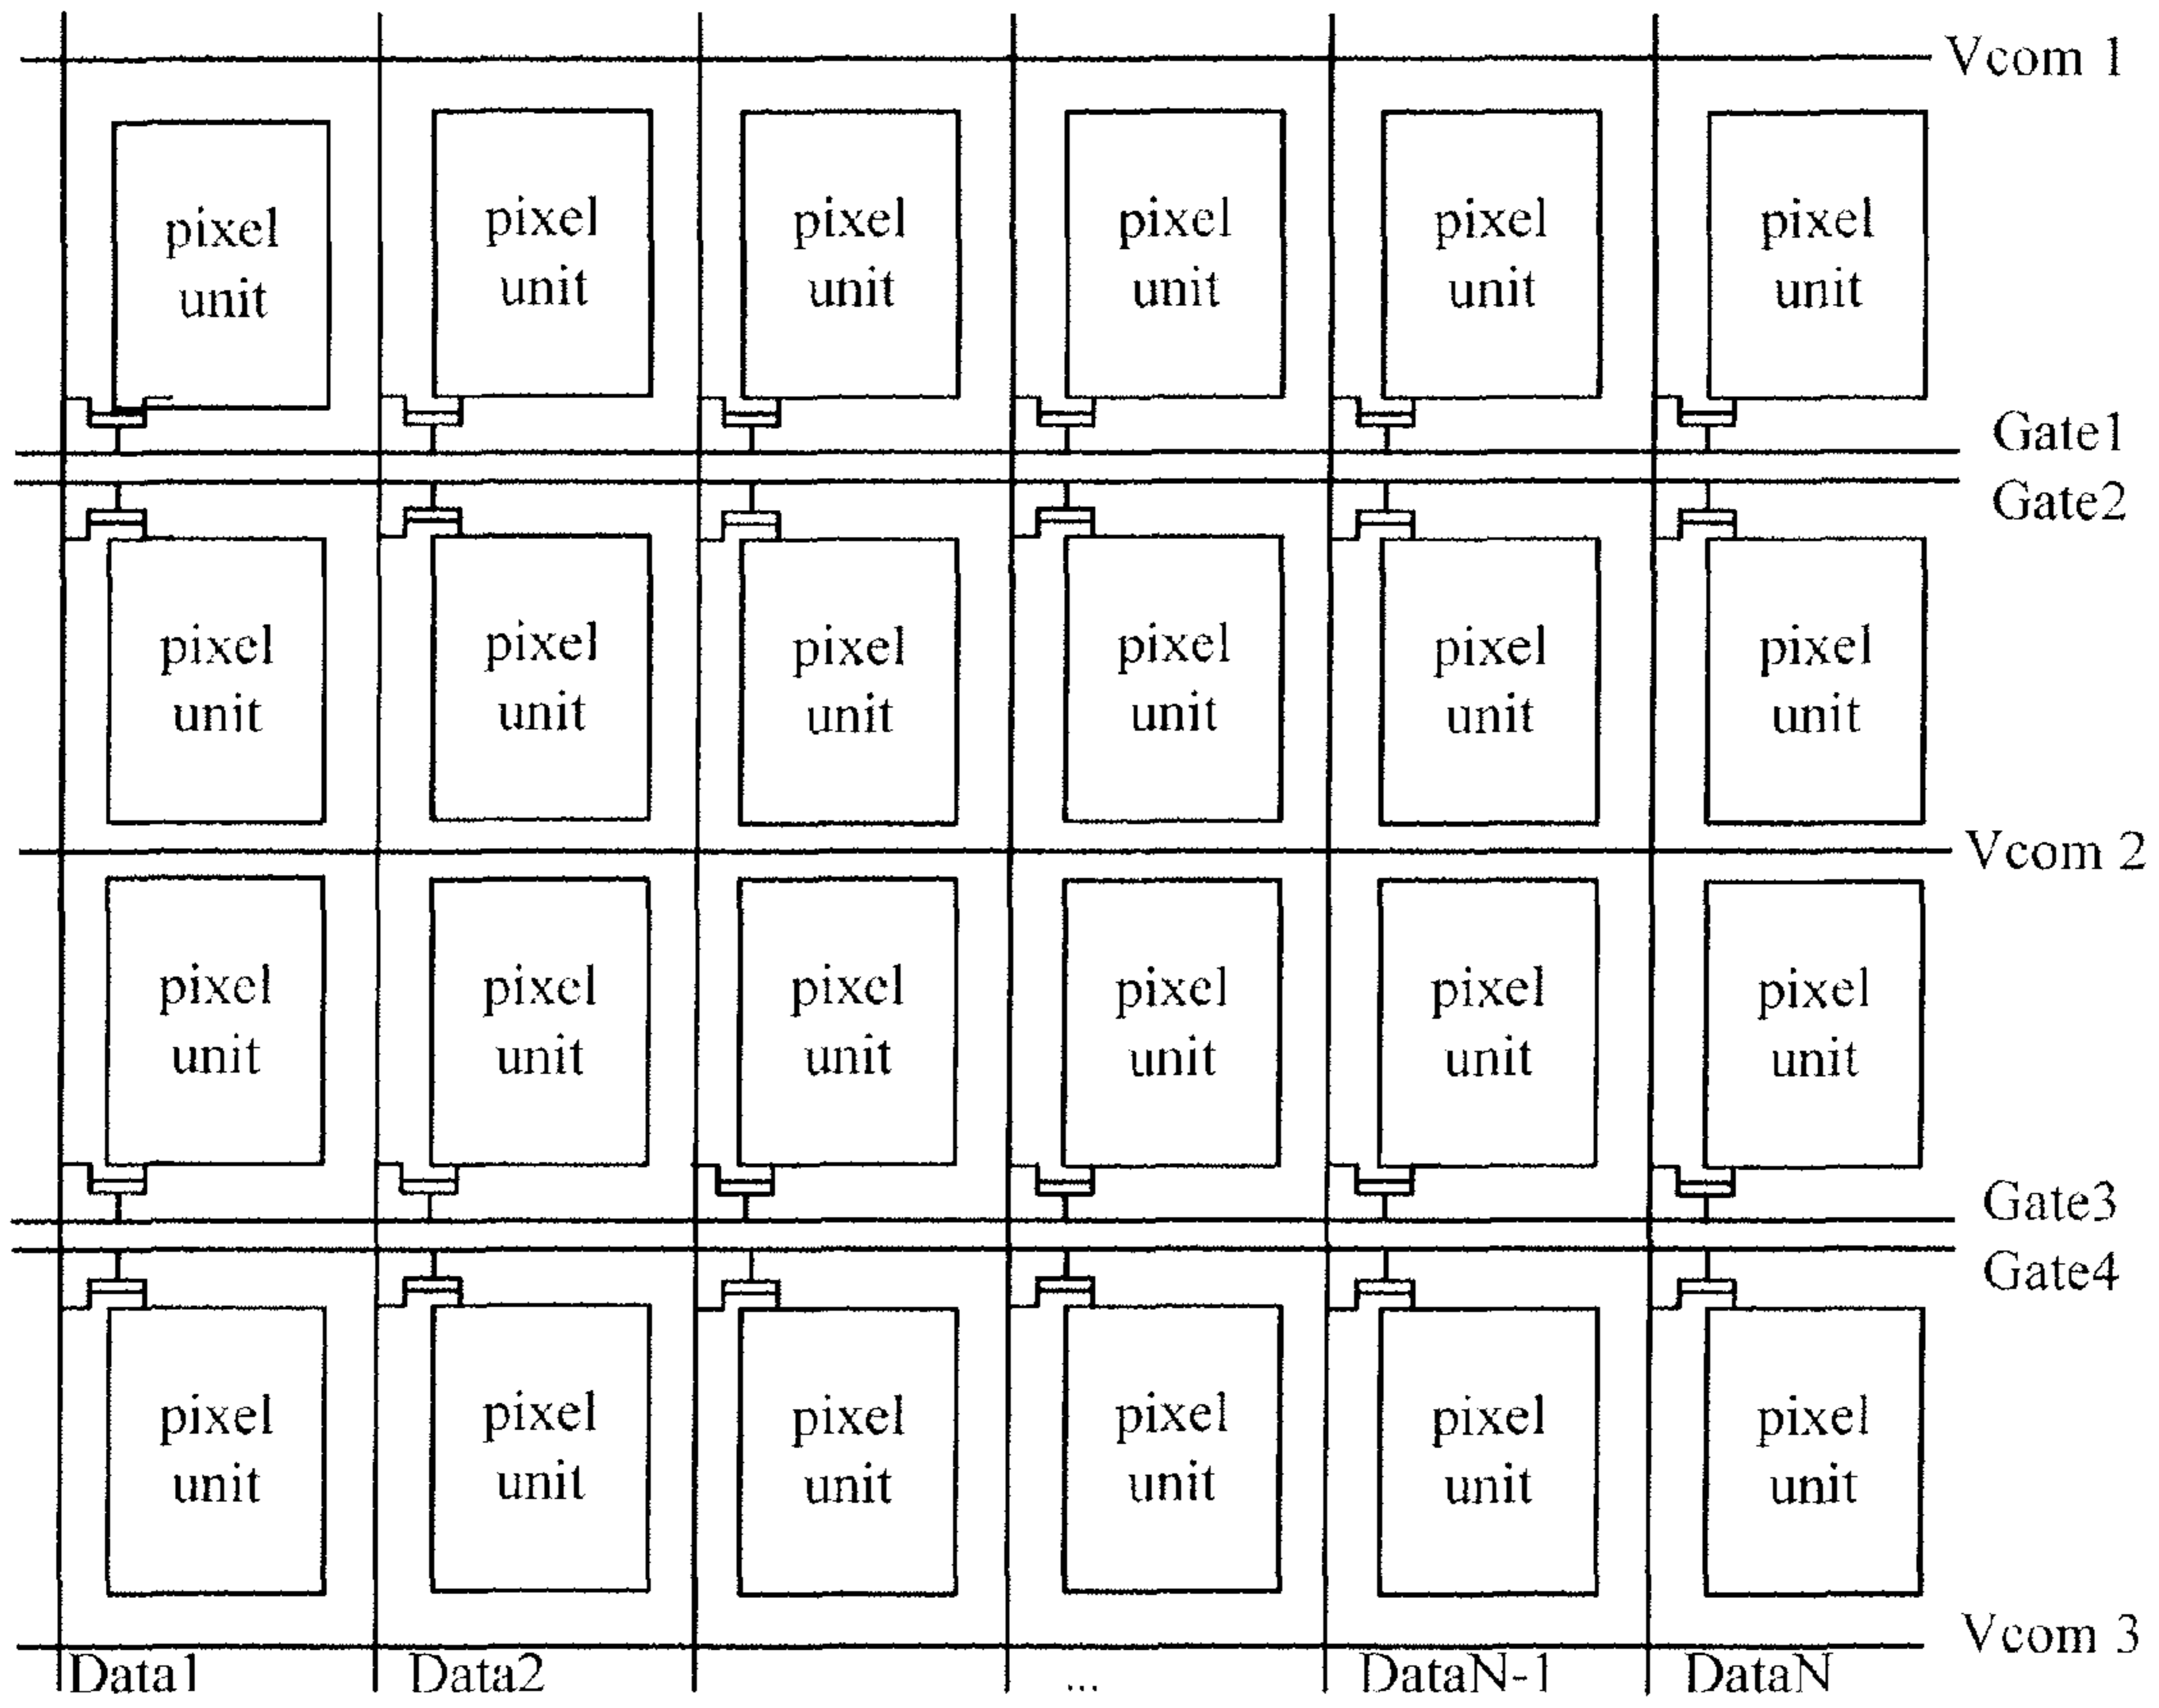 Vcom 1
pixel pixel pixel pixel pixel pixel
unit unit unit unit unit unit
Gate1
Gate2
pixel pixel pixel pixel pixel pixel
unit unit unit unit unit unit
Vcom 2
pixel pixel pixel pixel pixel pixel
unit unit unit unit unit unit
Gate3
Gate4
pixel pixel pixel pixel pixel pixel
unit unit unit unit unit unit
Vcom 3
Data1 Data2 ... DataN-1 DataN